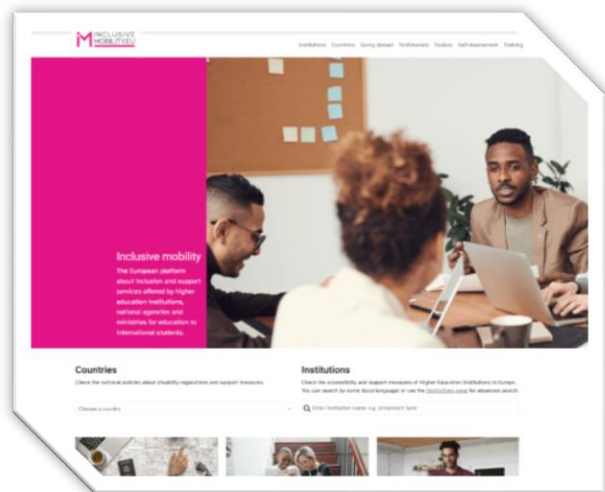 INCLUSIVE
MOBILITY.EU
Institutions Countries Going abroad Testimonials Toolbox Self-Assessment Training
Inclusive mobility
The European platform
about inclusion and support
services offered by higher
education institutions,
national agencies and
ministries for education to
international students.
Countries
Check the national policies about disability regulations and support measures.
Choose a country
Institutions
Check the accessibility and support measures of Higher Education Institutions in Europe.
You can search by name (local language) or use the Institutions page for advanced search.
Enter institution name e.g. Universiteit Gent